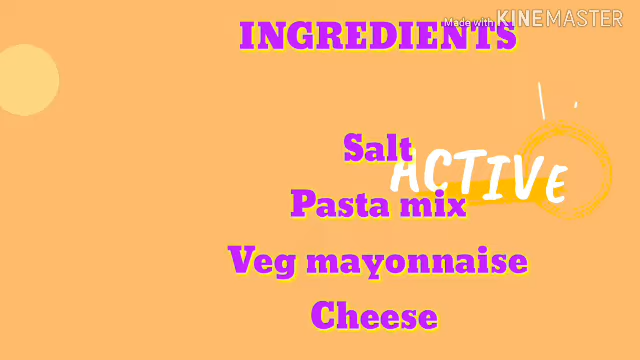 Made with KINEMASTER
INGREDIENTS
Salt
ACTIVE
Pasta mix
Veg mayonnaise
Cheese